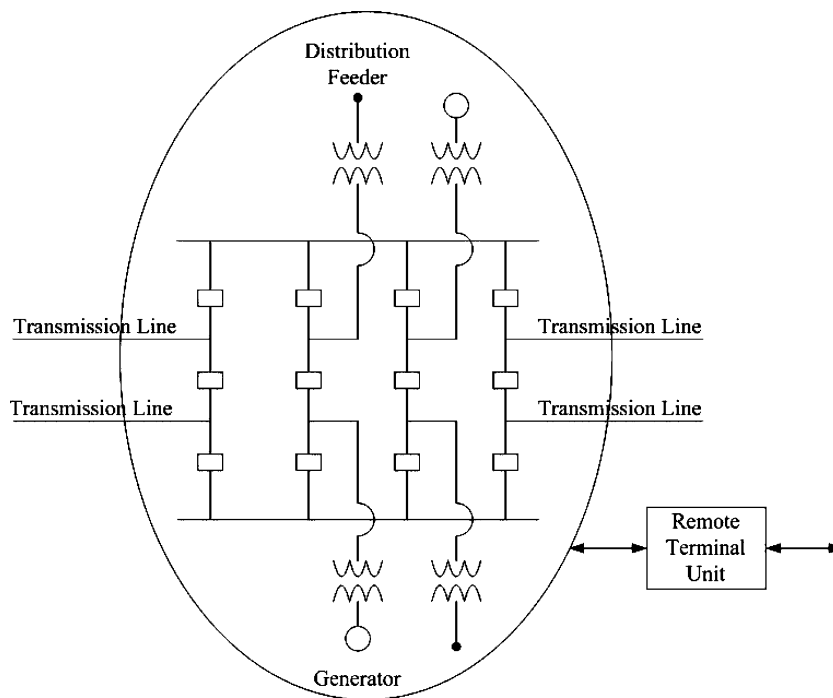 Distribution
Feeder
Transmission Line
Transmission Line
Transmission Line
Transmission Line
Remote
Terminal
Unit
Generator